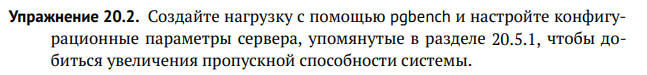 Упражнение 20.2. Создайте нагрузку с помощью pgbench и настройте конфигу-
рационные параметры сервера, упомянутые в разделе 20.5.1, чтобы до-
биться увеличения пропускной способности системы.